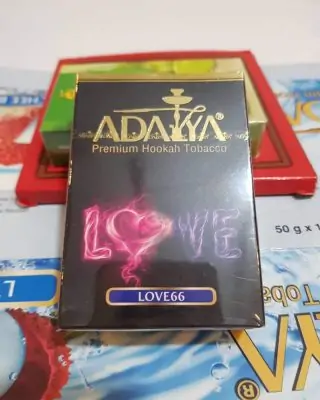 ADALYA®
Premium Hookah Tobacco
LOVE
LOVE66
50 g x 1